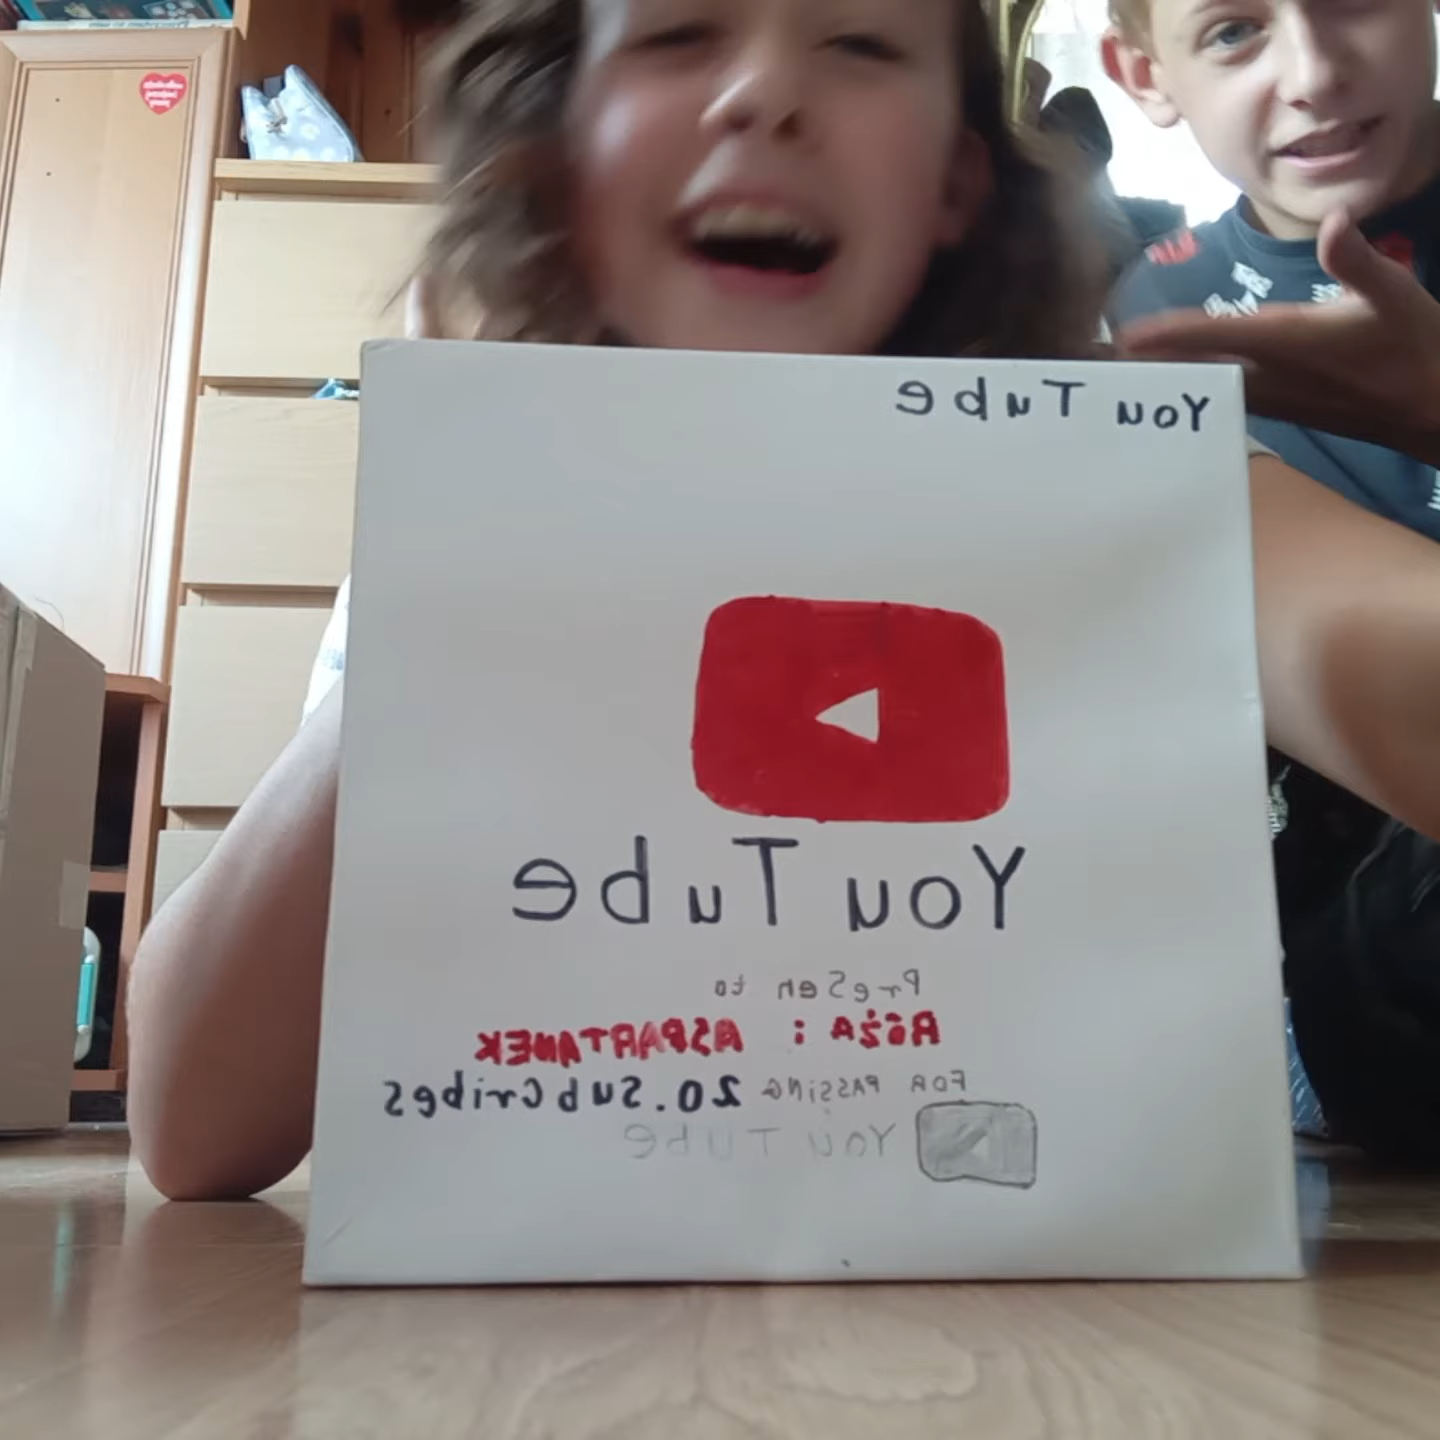 You Tube
You Tube
PreSen to
RÓŻA : ASPARTANEK
FOR PASSING 20.SubCribes
YOU TUbe